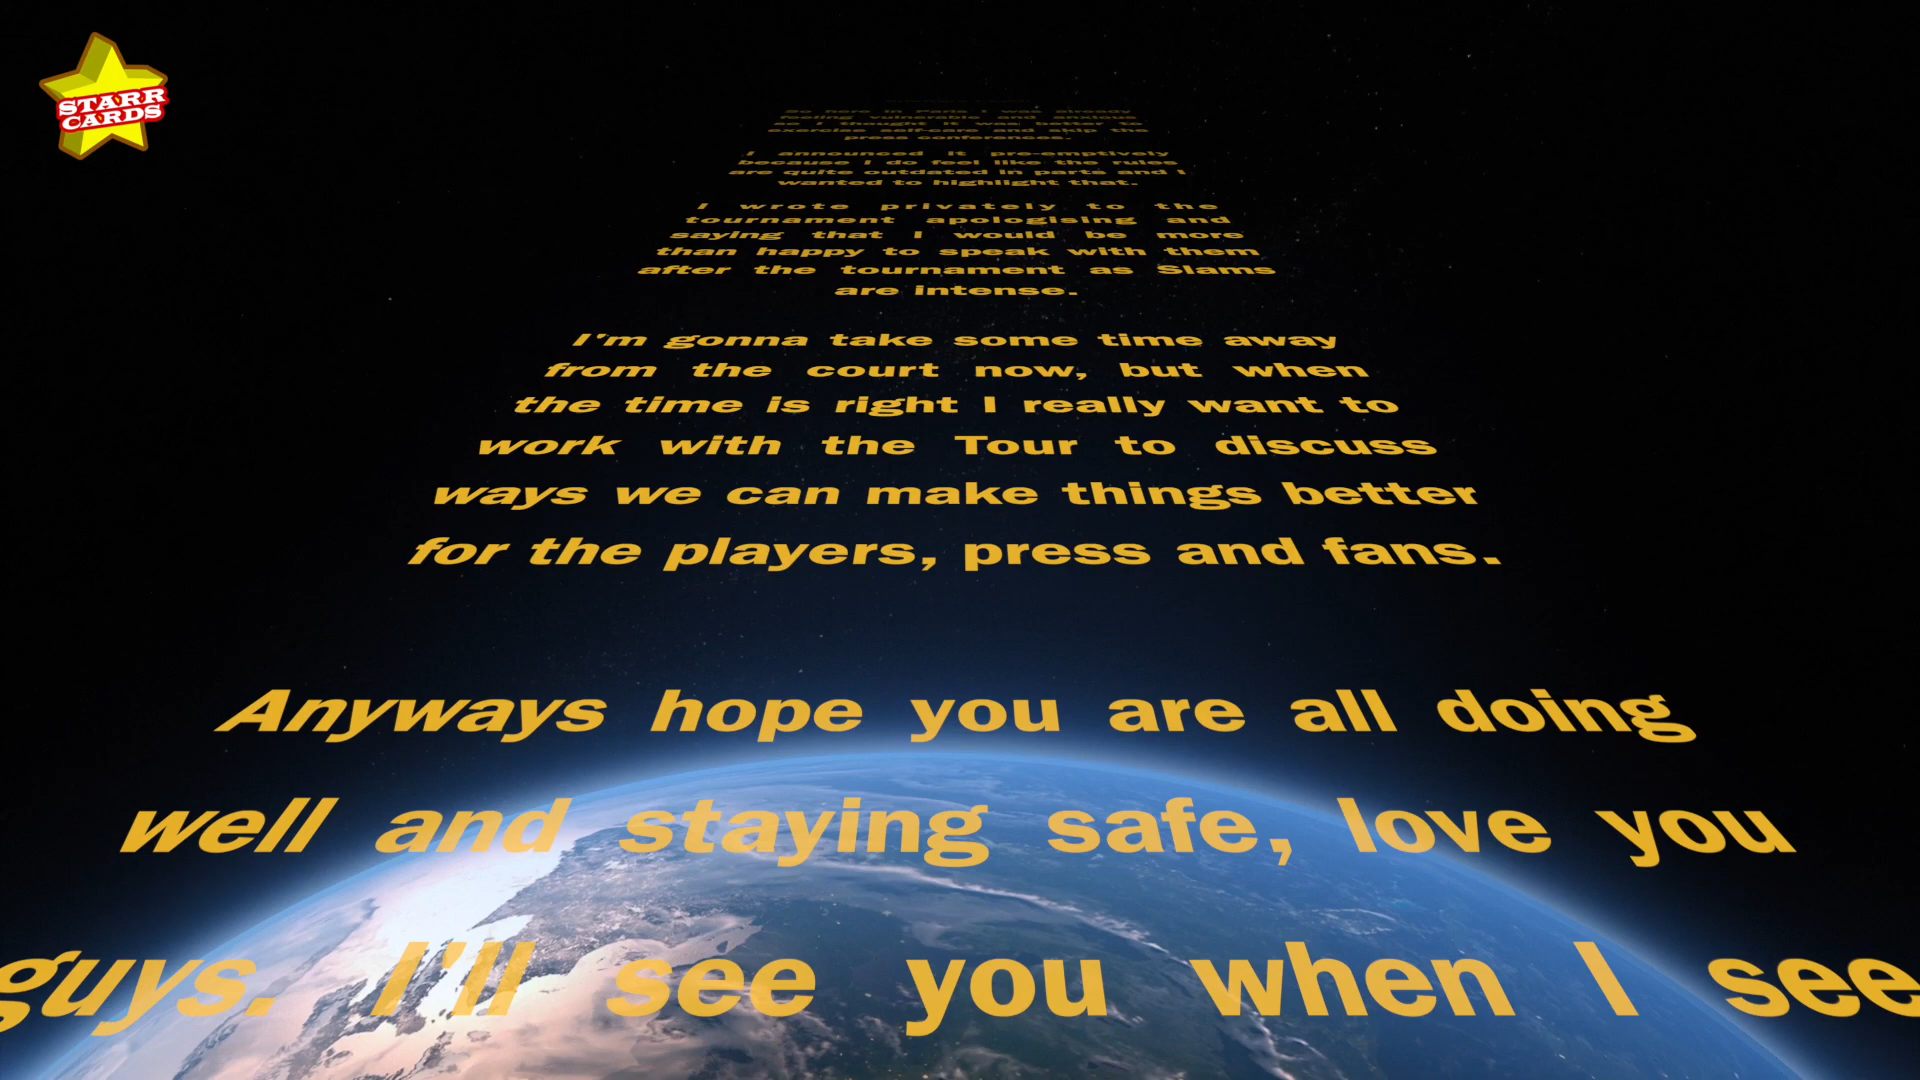 STARR
CARDS
So here in Paris I was already
feeling vulnerable and anxious
so I thought it was better to
exercise self-care and skip the
press conferences.
I announced it pre-emptively
because I do feel like the rules
are quite outdated in parts and I
wanted to highlight that.
I wrote privately to the
tournament apologising and
saying that I would be more
than happy to speak with them
after the tournament as Slams
are intense.
I'm gonna take some time away
from the court now, but when
the time is right I really want to
work with the Tour to discuss
ways we can make things better
for the players, press and fans.
Anyways hope you are all doing
well and staying safe, love you
guys. I'll see you when I see